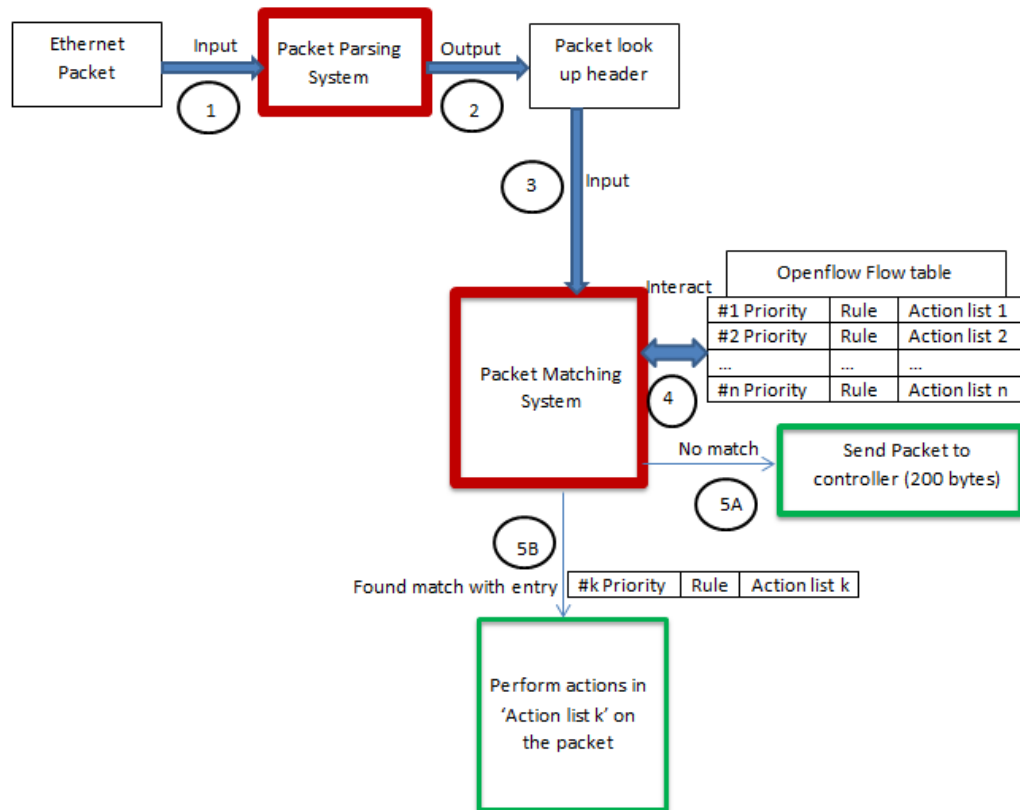 Ethernet
Packet
Input
1
Packet Parsing
System
Output
2
Packet look
up header
3
Input
Interact
Openflow Flow table
#1 Priority Rule Action list 1
#2 Priority Rule Action list 2
... ... ...
#n Priority Rule Action list n
Packet Matching
System
4
No match
5A
Send Packet to
controller (200 bytes)
5B
Found match with entry
#k Priority Rule Action list k
Perform actions in
‘Action list k’ on
the packet